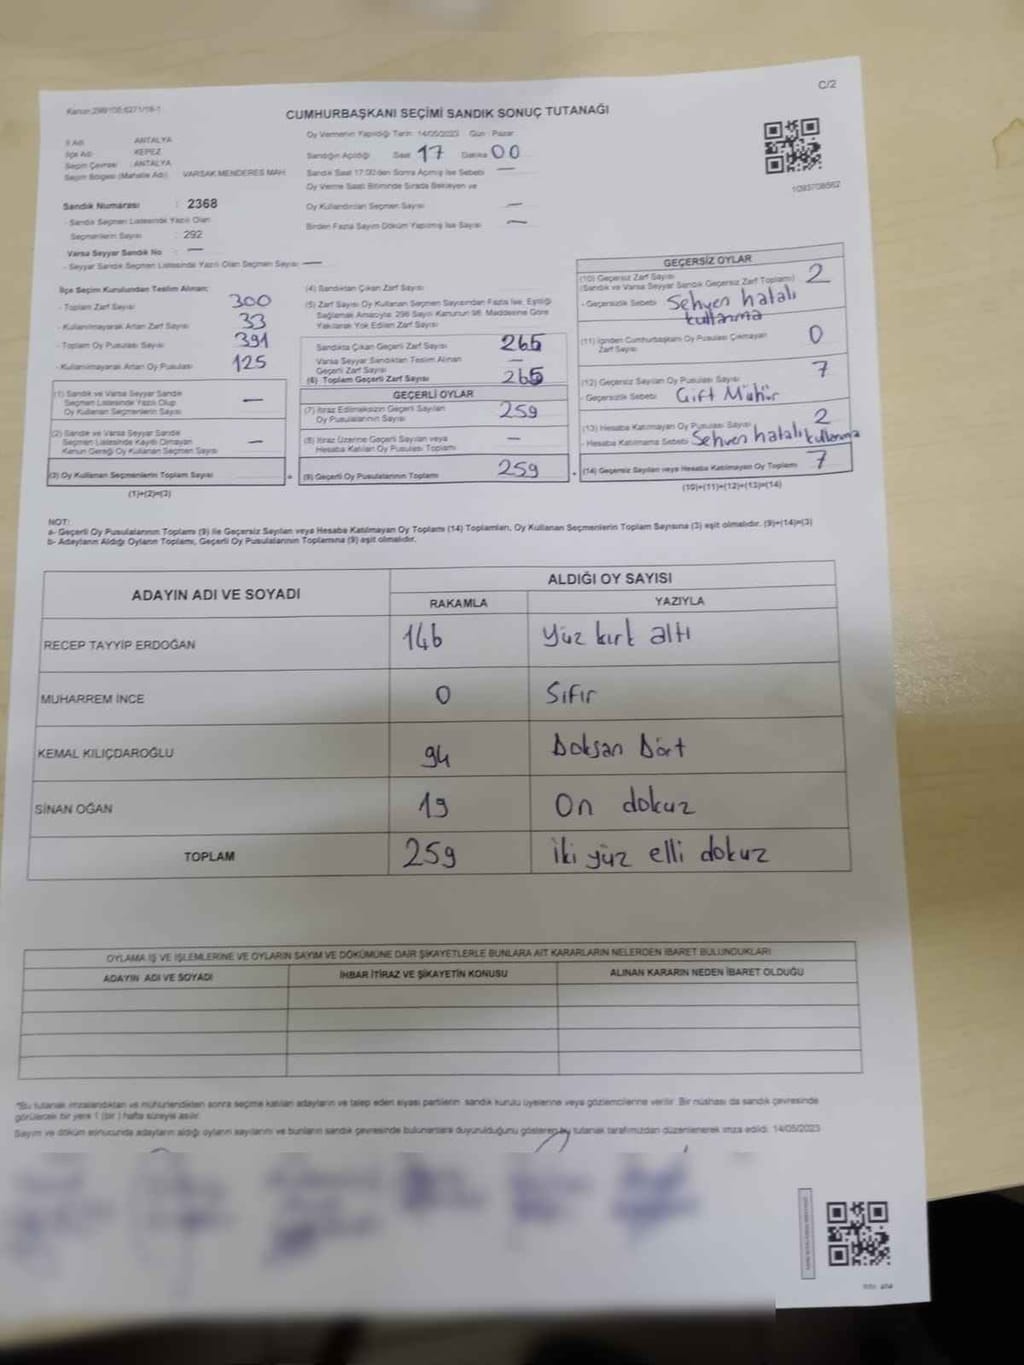 C/2
CUMHURBAŞKANI SEÇİMİ SANDIK SONUÇ TUTANAĞI
Oy Vermenin Yapıldığı Tarih 14/05/2023 Gün : Pazar
İl Adı : ANTALYA
İlçe Adı : KEPEZ
Seçim Çevresi : ANTALYA
Seçim Bölgesi (Mahalle Adı) : VARSAK MENDERES MAH.
Sandığın Açıldığı Saat 17 Dakika 00
Sandık Saat 17:00'den Sonra Açılmış İse Sebebi —
Oy Verme Saati Bitiminde Sırada Bekleyen ve
Oy Kullandırılan Seçmen Sayısı —
Birden Fazla Sayım Döküm Yapılmış İse Sayısı —
1093708562
Sandık Numarası : 2368
- Sandık Seçmen Listesinde Yazılı Olan
Seçmenlerin Sayısı : 292
Varsa Seyyar Sandık No : —
- Seyyar Sandık Seçmen Listesinde Yazılı Olan Seçmen Sayısı : —
İlçe Seçim Kurulundan Teslim Alınan;
- Toplam Zarf Sayısı 300
- Kullanılmayarak Artan Zarf Sayısı 33
- Toplam Oy Pusulası Sayısı 391
- Kullanılmayarak Artan Oy Pusulası 125
(1) Sandık ve Varsa Seyyar Sandık
Seçmen Listesinde Yazılı Olup
Oy Kullanan Seçmenlerin Sayısı —
(2) Sandık ve Varsa Seyyar Sandık
Seçmen Listesinde Kayıtlı Olmayan
Kanun Gereği Oy Kullanan Seçmen Sayısı —
(3) Oy Kullanan Seçmenlerin Toplam Sayısı
(1)+(2)=(3)
(4) Sandıktan Çıkan Zarf Sayısı
(5) Zarf Sayısı Oy Kullanan Seçmen Sayısından Fazla İse, Eşitliği
Sağlamak Amacıyla; 298 Sayılı Kanunun 98. Maddesine Göre
Yakılarak Yok Edilen Zarf Sayısı
Sandıkta Çıkan Geçerli Zarf Sayısı 265
Varsa Seyyar Sandıktan Teslim Alınan
Geçerli Zarf Sayısı —
(6) Toplam Geçerli Zarf Sayısı 265
GEÇERLİ OYLAR
(7) İtiraz Edilmeksizin Geçerli Sayılan
Oy Pusulalarının Sayısı 259
(8) İtiraz Üzerine Geçerli Sayılan veya
Hesaba Katılan Oy Pusulası Toplamı —
(9) Geçerli Oy Pusulalarının Toplamı 259
GEÇERSİZ OYLAR
(10) Geçersiz Zarf Sayısı
(Sandık ve Varsa Seyyar Sandık Geçersiz Zarf Toplamı) 2
- Geçersizlik Sebebi : Sehven hatalı
kullanma
(11) İçinden Cumhurbaşkanı Oy Pusulası Çıkmayan
Zarf Sayısı 0
(12) Geçersiz Sayılan Oy Pusulası Sayısı 7
- Geçersizlik Sebebi : Çift Mühür
(13) Hesaba Katılmayan Oy Pusulası Sayısı 2
- Hesaba Katılmama Sebebi : Sehven hatalı kullanma
(14) Geçersiz Sayılan veya Hesaba Katılmayan Oy Toplamı 7
(10)+(11)+(12)+(13)=(14)
NOT:
a- Geçerli Oy Pusulalarının Toplamı (9) ile Geçersiz Sayılan veya Hesaba Katılmayan Oy Toplamı (14) Toplamları, Oy Kullanan Seçmenlerin Toplam Sayısına (3) eşit olmalıdır. (9)+(14)=(3)
b- Adayların Aldığı Oyların Toplamı, Geçerli Oy Pusulalarının Toplamına (9) eşit olmalıdır.
ADAYIN ADI VE SOYADI
ALDIĞI OY SAYISI
RAKAMLA YAZIYLA
RECEP TAYYİP ERDOĞAN 146 Yüz kırk altı
MUHARREM İNCE 0 Sıfır
KEMAL KILIÇDAROĞLU 94 Doksan Dört
SİNAN OĞAN 19 On dokuz
TOPLAM 259 İki yüz elli dokuz
OYLAMA İŞ VE İŞLEMLERİNE VE OYLARIN SAYIM VE DÖKÜMÜNE DAİR ŞİKAYETLERLE BUNLARA AİT KARARLARIN NELERDEN İBARET BULUNDUKLARI
ADAYIN ADI VE SOYADI İHBAR İTİRAZ VE ŞİKAYETİN KONUSU ALINAN KARARIN NEDEN İBARET OLDUĞU
*Bu tutanak imzalandıktan ve mühürlendikten sonra seçime katılan adayların ve talep eden siyasi partilerin sandık kurulu üyelerine veya gözlemcilerine verilir. Bir nüshası da sandık çevresinde
görülecek bir yere 1 (bir) hafta süreyle asılır.
Sayım ve döküm sonucunda adayların aldığı oyların sayılarını ve bunların sandık çevresinde bulunanlara duyurulduğunu gösteren bu tutanak tarafımızdan düzenlenerek imza edildi. 14/05/2023